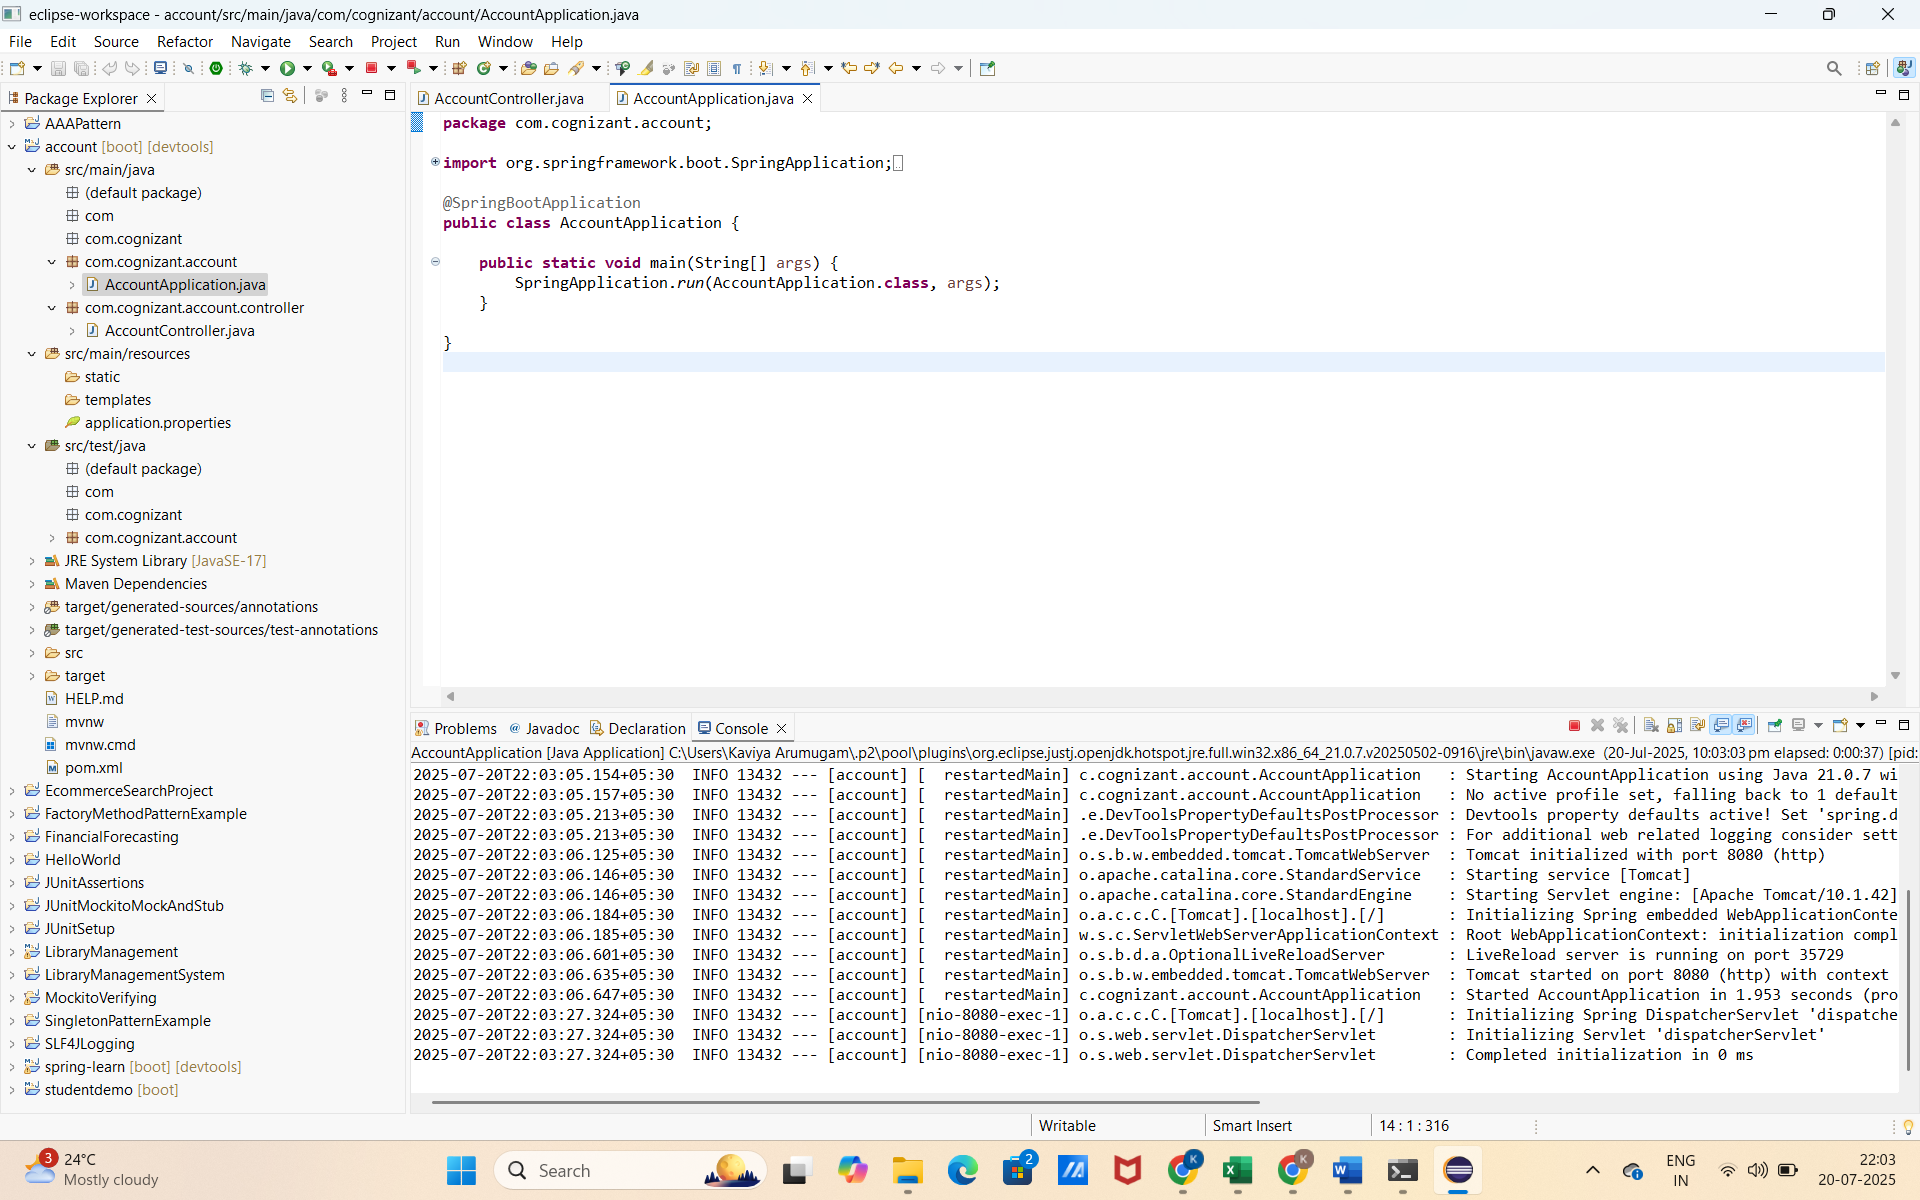 eclipse-workspace - account/src/main/java/com/cognizant/account/AccountApplication.java
File Edit Source Refactor Navigate Search Project Run Window Help
Package Explorer
AAAPattern
account [boot] [devtools]
src/main/java
(default package)
com
com.cognizant
com.cognizant.account
AccountApplication.java
com.cognizant.account.controller
AccountController.java
src/main/resources
static
templates
application.properties
src/test/java
(default package)
com
com.cognizant
com.cognizant.account
JRE System Library [JavaSE-17]
Maven Dependencies
target/generated-sources/annotations
target/generated-test-sources/test-annotations
src
target
HELP.md
mvnw
mvnw.cmd
pom.xml
EcommerceSearchProject
FactoryMethodPatternExample
FinancialForecasting
HelloWorld
JUnitAssertions
JUnitMockitoMockAndStub
JUnitSetup
LibraryManagement
LibraryManagementSystem
MockitoVerifying
SingletonPatternExample
SLF4JLogging
spring-learn [boot] [devtools]
studentdemo [boot]
AccountController.java AccountApplication.java
package com.cognizant.account;
import org.springframework.boot.SpringApplication;
@SpringBootApplication
public class AccountApplication {
public static void main(String[] args) {
SpringApplication.run(AccountApplication.class, args);
}
}
Problems @ Javadoc Declaration Console
AccountApplication [Java Application] C:\Users\Kaviya Arumugam\.p2\pool\plugins\org.eclipse.justj.openjdk.hotspot.jre.full.win32.x86_64_21.0.7.v20250502-0916\jre\bin\javaw.exe (20-Jul-2025, 10:03:03 pm elapsed: 0:00:37) [pid:
2025-07-20T22:03:05.154+05:30 INFO 13432 --- [account] [ restartedMain] c.cognizant.account.AccountApplication : Starting AccountApplication using Java 21.0.7 wi
2025-07-20T22:03:05.157+05:30 INFO 13432 --- [account] [ restartedMain] c.cognizant.account.AccountApplication : No active profile set, falling back to 1 default
2025-07-20T22:03:05.213+05:30 INFO 13432 --- [account] [ restartedMain] .e.DevToolsPropertyDefaultsPostProcessor : Devtools property defaults active! Set 'spring.d
2025-07-20T22:03:05.213+05:30 INFO 13432 --- [account] [ restartedMain] .e.DevToolsPropertyDefaultsPostProcessor : For additional web related logging consider sett
2025-07-20T22:03:06.125+05:30 INFO 13432 --- [account] [ restartedMain] o.s.b.w.embedded.tomcat.TomcatWebServer : Tomcat initialized with port 8080 (http)
2025-07-20T22:03:06.146+05:30 INFO 13432 --- [account] [ restartedMain] o.apache.catalina.core.StandardService : Starting service [Tomcat]
2025-07-20T22:03:06.146+05:30 INFO 13432 --- [account] [ restartedMain] o.apache.catalina.core.StandardEngine : Starting Servlet engine: [Apache Tomcat/10.1.42]
2025-07-20T22:03:06.184+05:30 INFO 13432 --- [account] [ restartedMain] o.a.c.c.C.[Tomcat].[localhost].[/] : Initializing Spring embedded WebApplicationConte
2025-07-20T22:03:06.185+05:30 INFO 13432 --- [account] [ restartedMain] w.s.c.ServletWebServerApplicationContext : Root WebApplicationContext: initialization compl
2025-07-20T22:03:06.601+05:30 INFO 13432 --- [account] [ restartedMain] o.s.b.d.a.OptionalLiveReloadServer : LiveReload server is running on port 35729
2025-07-20T22:03:06.635+05:30 INFO 13432 --- [account] [ restartedMain] o.s.b.w.embedded.tomcat.TomcatWebServer : Tomcat started on port 8080 (http) with context
2025-07-20T22:03:06.647+05:30 INFO 13432 --- [account] [ restartedMain] c.cognizant.account.AccountApplication : Started AccountApplication in 1.953 seconds (pro
2025-07-20T22:03:27.324+05:30 INFO 13432 --- [account] [nio-8080-exec-1] o.a.c.c.C.[Tomcat].[localhost].[/] : Initializing Spring DispatcherServlet 'dispatche
2025-07-20T22:03:27.324+05:30 INFO 13432 --- [account] [nio-8080-exec-1] o.s.web.servlet.DispatcherServlet : Initializing Servlet 'dispatcherServlet'
2025-07-20T22:03:27.324+05:30 INFO 13432 --- [account] [nio-8080-exec-1] o.s.web.servlet.DispatcherServlet : Completed initialization in 0 ms
Writable Smart Insert 14 : 1 : 316
3
24°C
Mostly cloudy
Search
2
K
K
ENG
IN
22:03
20-07-2025